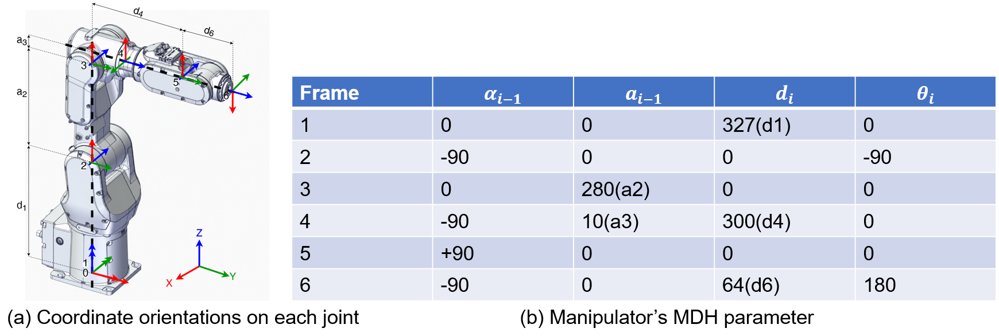 d₄
d₆
a₃
3
4
5
6
a₂
2
d₁
1
0
Z
X
Y
Frame αᵢ₋₁ aᵢ₋₁ dᵢ θᵢ
1 0 0 327(d1) 0
2 -90 0 0 -90
3 0 280(a2) 0 0
4 -90 10(a3) 300(d4) 0
5 +90 0 0 0
6 -90 0 64(d6) 180
(a) Coordinate orientations on each joint
(b) Manipulator’s MDH parameter